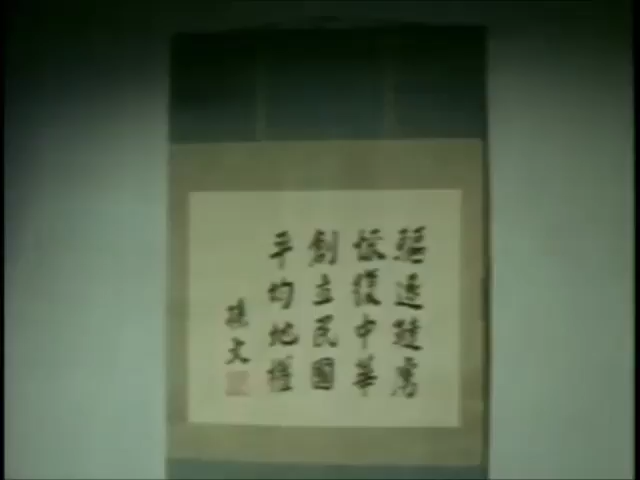 驅逐韃虜
恢復中華
創立民國
平均地權
孫文